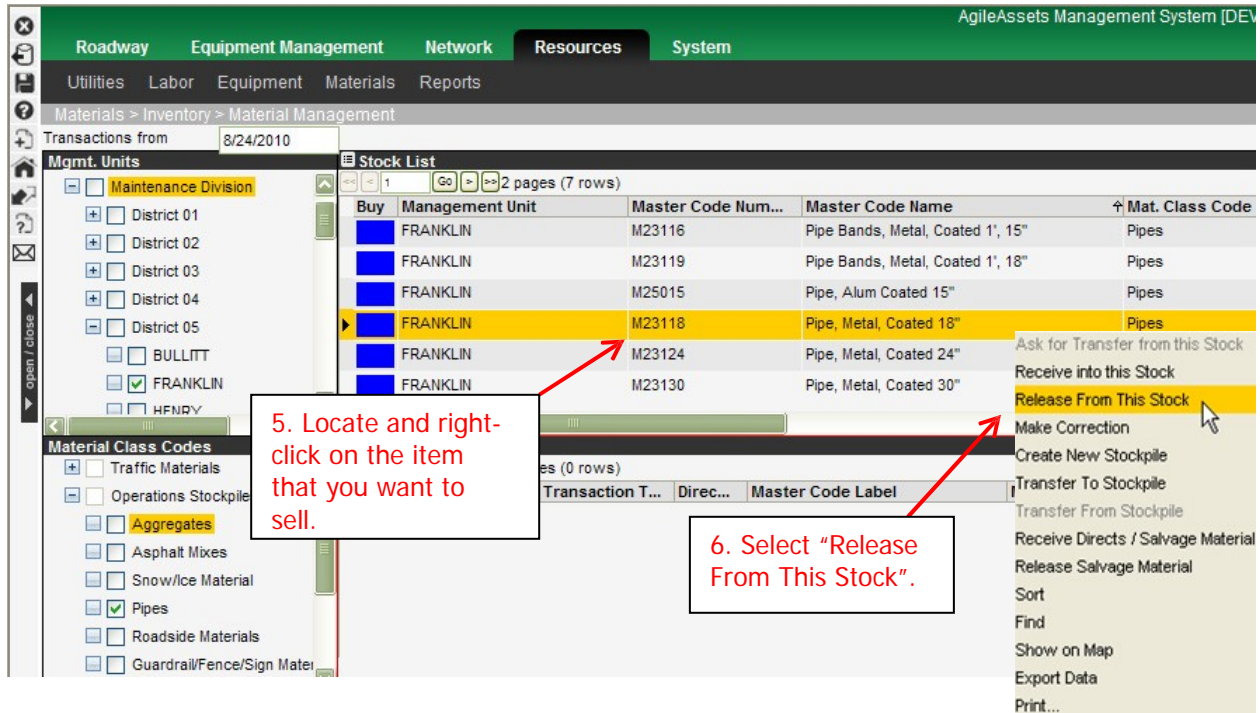 AgileAssets Management System [DEV
Roadway Equipment Management Network Resources System
Utilities Labor Equipment Materials Reports
Materials > Inventory > Material Management
Transactions from 8/24/2010
Mgmt. Units
Maintenance Division
District 01
District 02
District 03
District 04
District 05
BULLITT
FRANKLIN
HENRY
open / close
Stock List
<< < 1 Go > >> 2 pages (7 rows)
Buy Management Unit Master Code Num... Master Code Name Mat. Class Code
FRANKLIN M23116 Pipe Bands, Metal, Coated 1', 15" Pipes
FRANKLIN M23119 Pipe Bands, Metal, Coated 1', 18" Pipes
FRANKLIN M25015 Pipe, Alum Coated 15" Pipes
FRANKLIN M23118 Pipe, Metal, Coated 18" Pipes
FRANKLIN M23124 Pipe, Metal, Coated 24"
FRANKLIN M23130 Pipe, Metal, Coated 30"
Ask for Transfer from this Stock
Receive into this Stock
Release From This Stock
Make Correction
Create New Stockpile
Transfer To Stockpile
Transfer From Stockpile
Receive Directs / Salvage Material
Release Salvage Material
Sort
Find
Show on Map
Export Data
Print...
5. Locate and right-
click on the item
that you want to
sell.
6. Select “Release
From This Stock”.
Material Class Codes
Traffic Materials
Operations Stockpile
Aggregates
Asphalt Mixes
Snow/Ice Material
Pipes
Roadside Materials
Guardrail/Fence/Sign Mater
es (0 rows)
Transaction T... Direc... Master Code Label